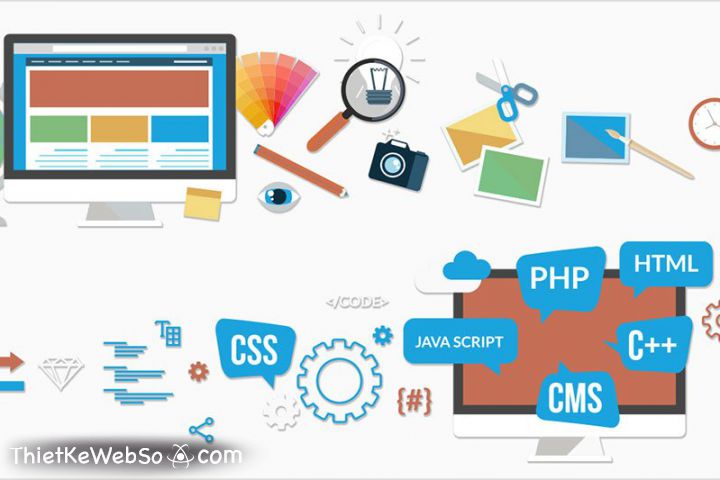 PHP
HTML
</CODE>
CSS
JAVA SCRIPT
C++
{#}
CMS
T
ThietKeWebSo.com